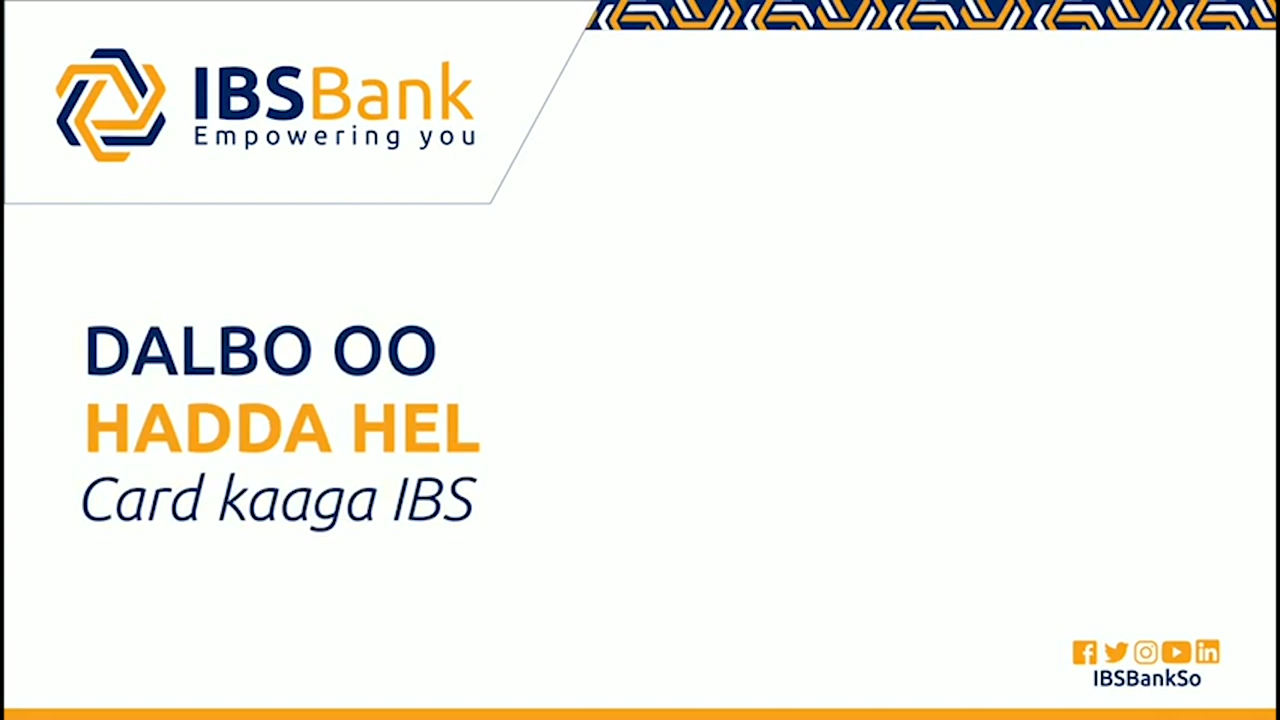 IBSBank
Empowering you
DALBO OO
HADDA HEL
Card kaaga IBS
IBSBankSo